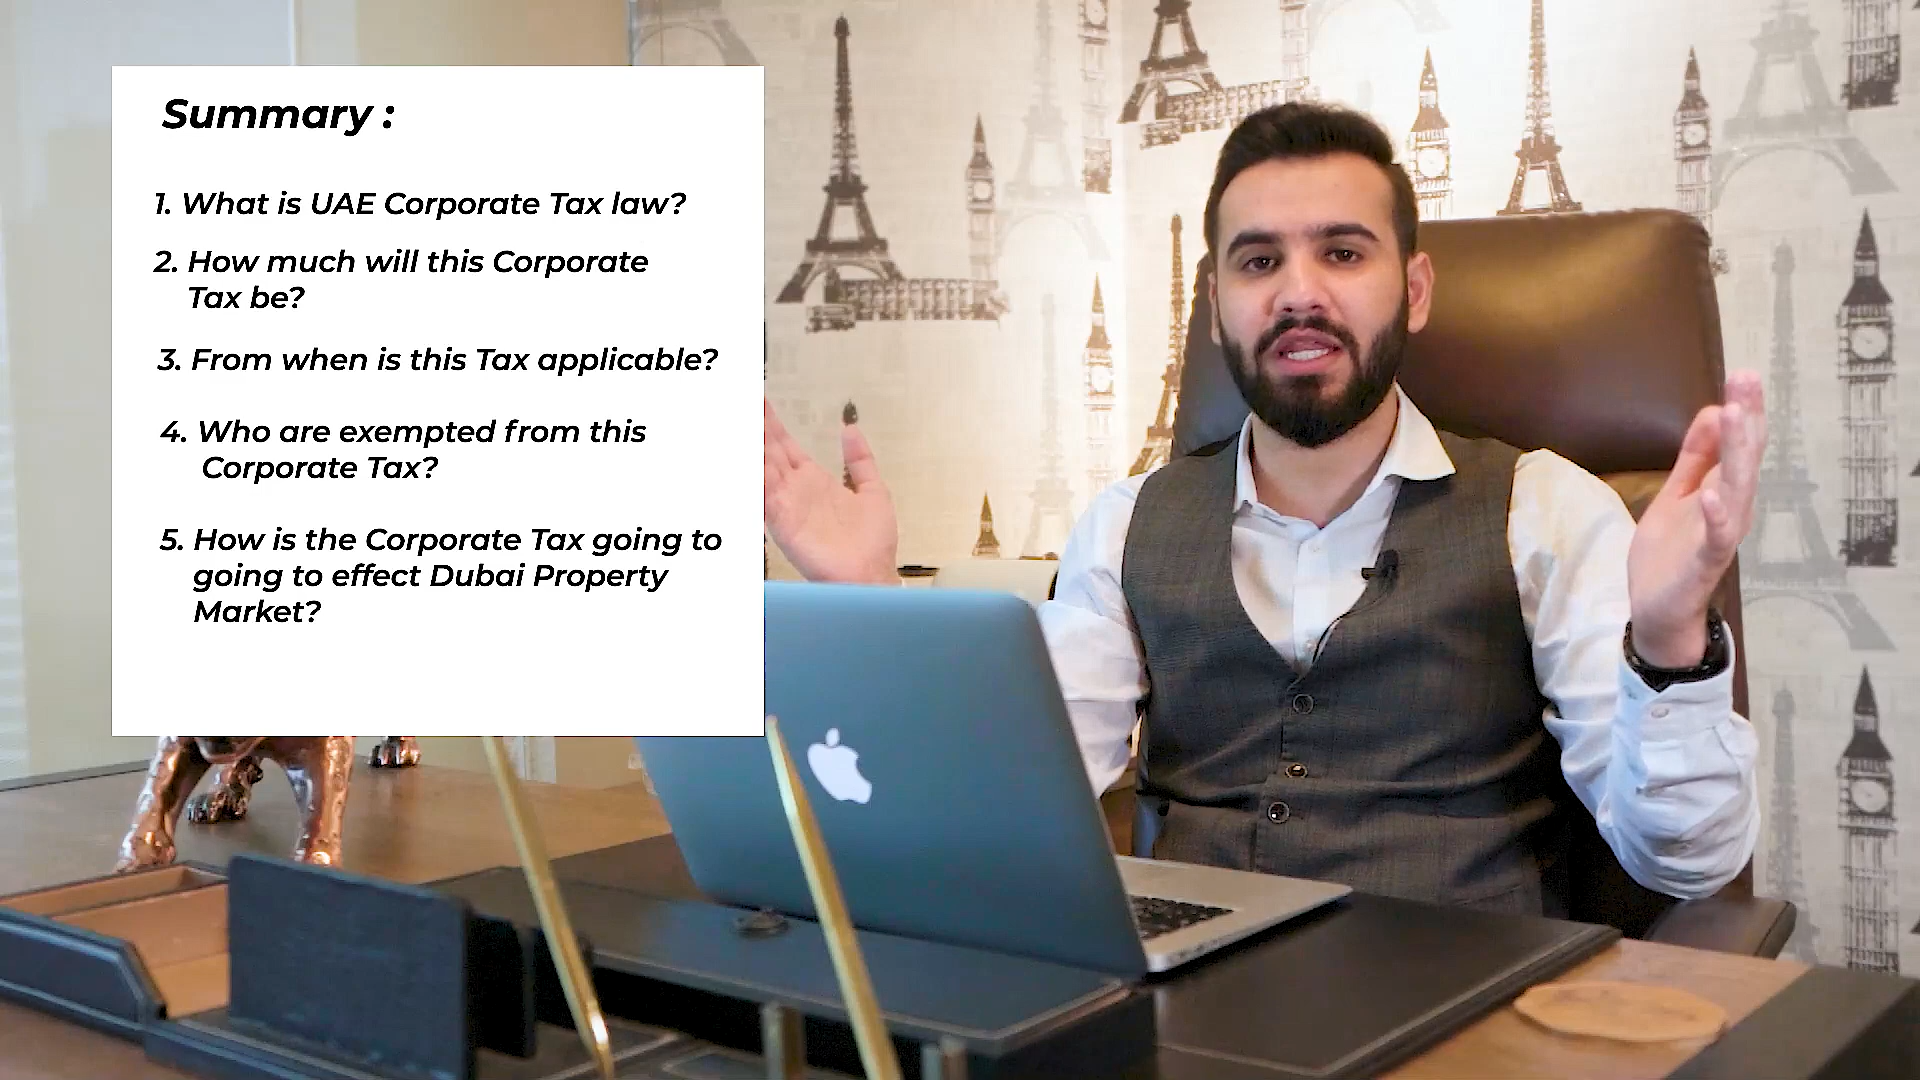 Summary :
1. What is UAE Corporate Tax law?
2. How much will this Corporate
Tax be?
3. From when is this Tax applicable?
4. Who are exempted from this
Corporate Tax?
5. How is the Corporate Tax going to
going to effect Dubai Property
Market?